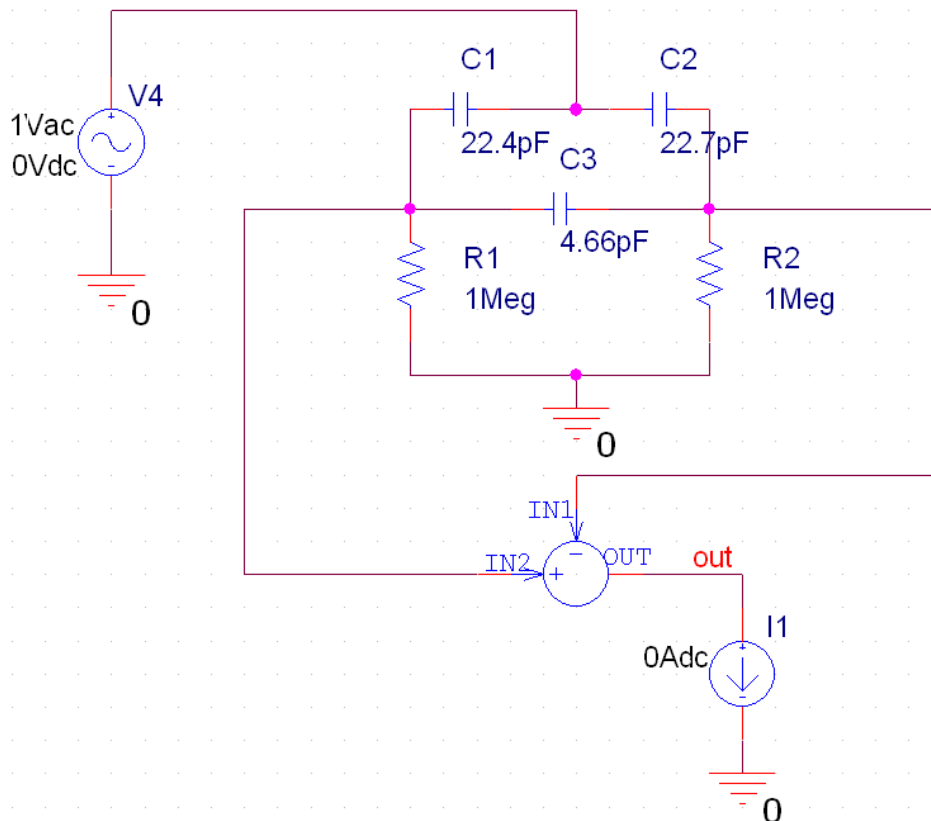 V4
1Vac
0Vdc
0
C1
22.4pF
C2
22.7pF
C3
4.66pF
R1
1Meg
R2
1Meg
0
IN1
-
IN2
+
OUT
out
I1
0Adc
0